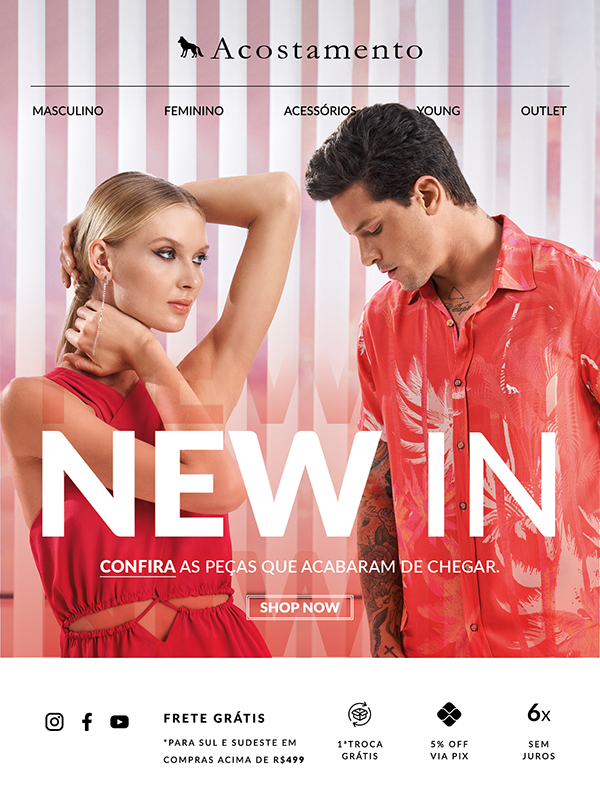 Acostamento
MASCULINO FEMININO ACESSÓRIOS YOUNG OUTLET
NEW IN
CONFIRA AS PEÇAS QUE ACABARAM DE CHEGAR.
SHOP NOW
FRETE GRÁTIS
*PARA SUL E SUDESTE EM
COMPRAS ACIMA DE R$499
1ªTROCA
GRÁTIS
5% OFF
VIA PIX
6x
SEM
JUROS